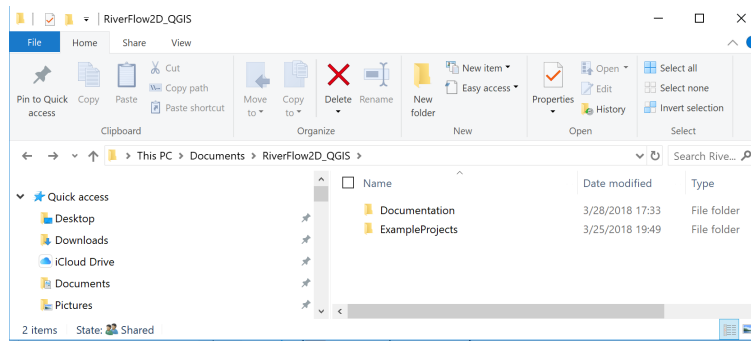 RiverFlow2D_QGIS
File Home Share View
Pin to Quick access
Copy
Paste
Cut
Copy path
Paste shortcut
Clipboard
Move to
Copy to
Delete
Rename
Organize
New folder
New item
Easy access
New
Properties
Open
Edit
History
Open
Select all
Select none
Invert selection
Select
This PC > Documents > RiverFlow2D_QGIS >
Search Rive...
Quick access
Desktop
Downloads
iCloud Drive
Documents
Pictures
Name Date modified Type
Documentation 3/28/2018 17:33 File folder
ExampleProjects 3/25/2018 19:49 File folder
2 items State: Shared